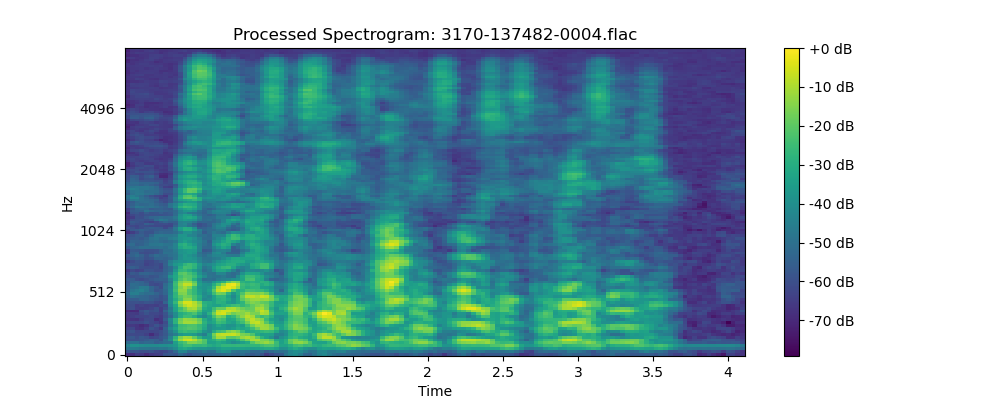 Processed Spectrogram: 3170-137482-0004.flac
+0 dB
-10 dB
-20 dB
-30 dB
-40 dB
-50 dB
-60 dB
-70 dB
4096
2048
1024
512
0
Hz
0 0.5 1 1.5 2 2.5 3 3.5 4
Time